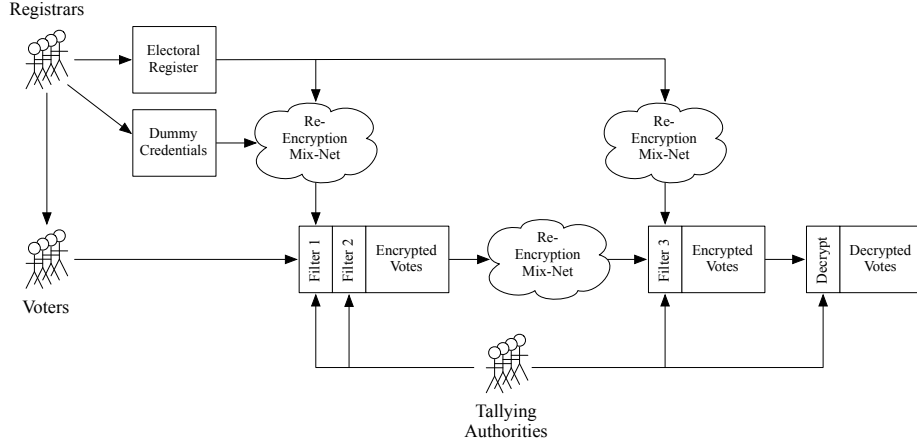 Registrars
Electoral
Register
Dummy
Credentials
Re-
Encryption
Mix-Net
Re-
Encryption
Mix-Net
Voters
Filter 1
Filter 2
Encrypted
Votes
Re-
Encryption
Mix-Net
Filter 3
Encrypted
Votes
Decrypt
Decrypted
Votes
Tallying
Authorities